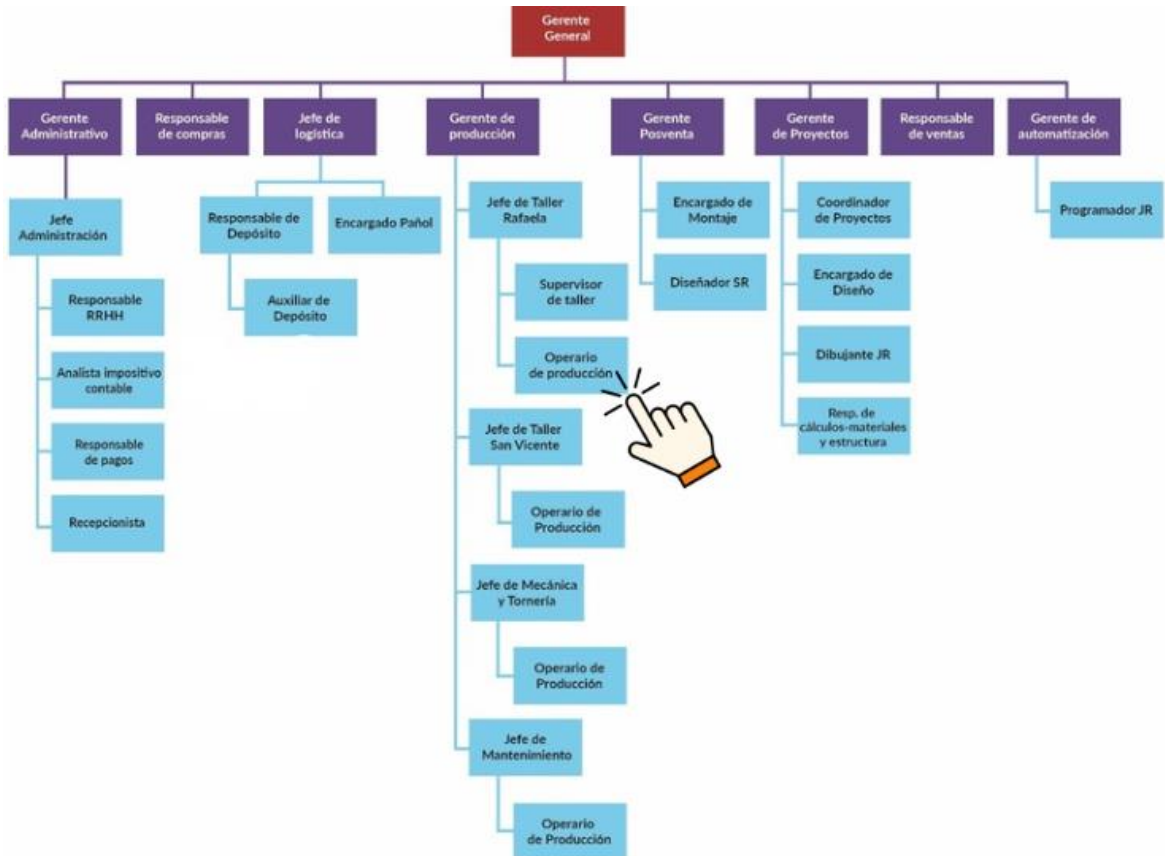 Gerente
General
Gerente
Administrativo
Responsable
de compras
Jefe de
logística
Gerente de
producción
Gerente
Posventa
Gerente
de Proyectos
Responsable
de ventas
Gerente de
automatización
Jefe
Administración
Responsable
RRHH
Analista impositivo
contable
Responsable
de pagos
Recepcionista
Responsable de
Depósito
Encargado Pañol
Auxiliar de
Depósito
Jefe de Taller
Rafaela
Supervisor
de taller
Operario
de producción
Jefe de Taller
San Vicente
Operario de
Producción
Jefe de Mecánica
y Tornería
Operario de
Producción
Jefe de
Mantenimiento
Operario
de Producción
Encargado de
Montaje
Diseñador SR
Coordinador
de Proyectos
Encargado de
Diseño
Dibujante JR
Resp. de
cálculos-materiales
y estructura
Programador JR